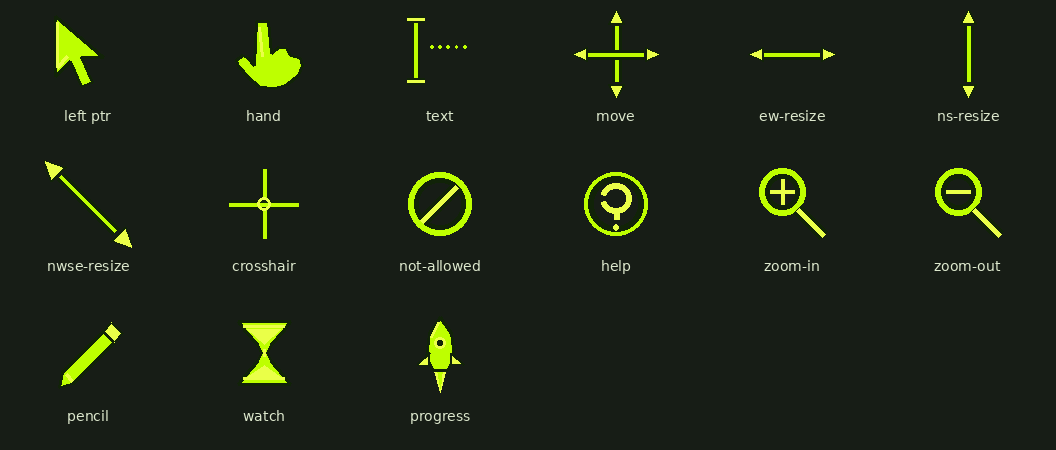 left ptr
hand
text
move
ew-resize
ns-resize
nwse-resize
crosshair
not-allowed
help
zoom-in
zoom-out
pencil
watch
progress